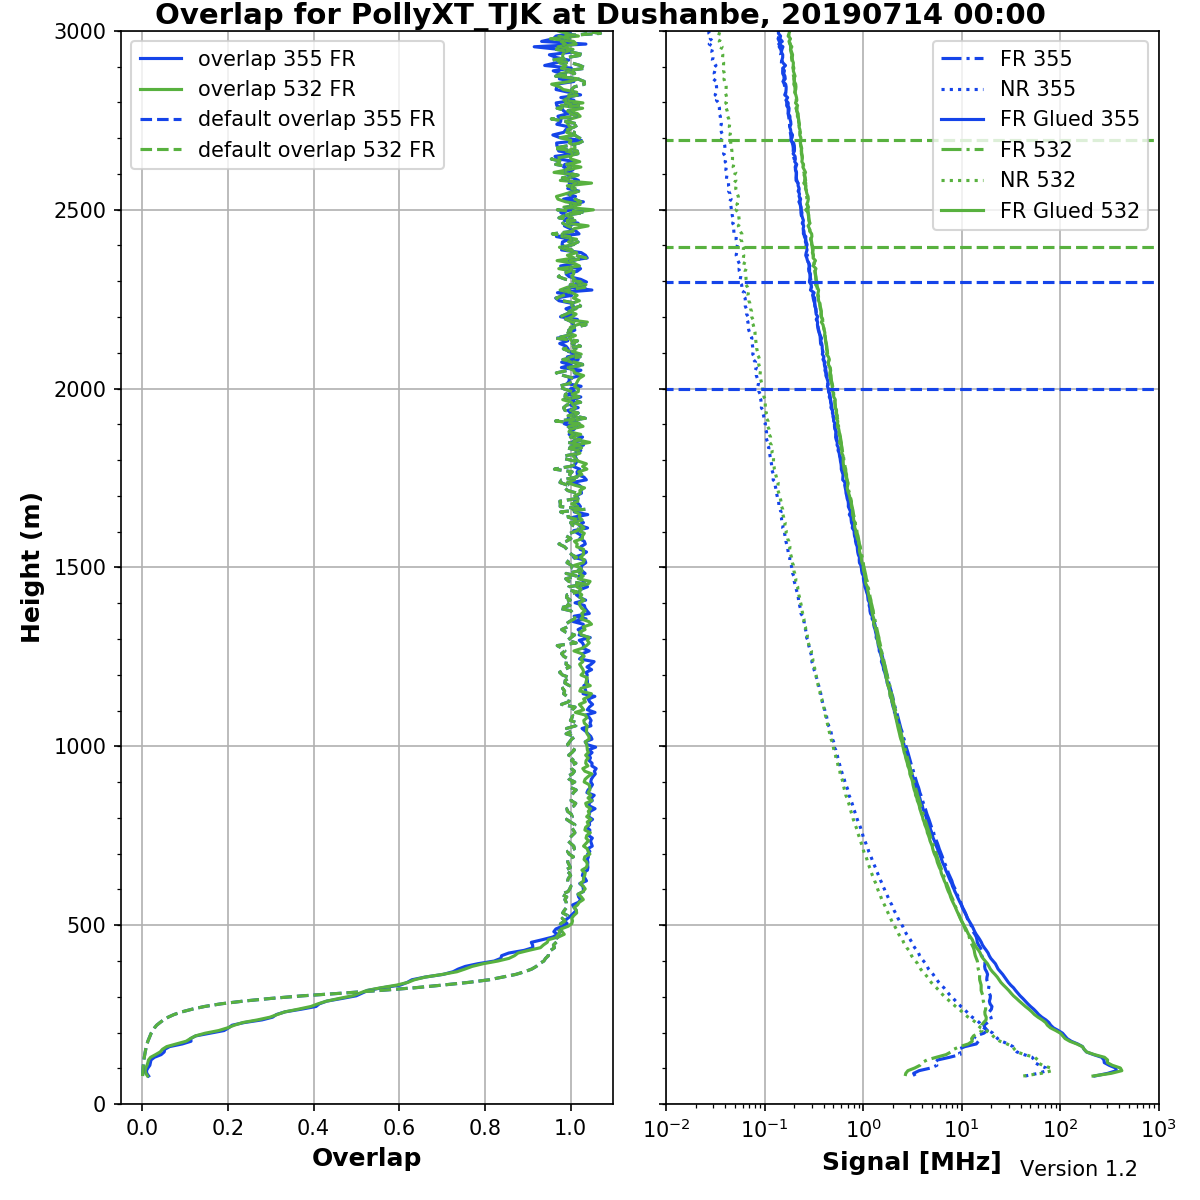 Overlap for PollyXT_TJK at Dushanbe, 20190714 00:00
overlap 355 FR
overlap 532 FR
default overlap 355 FR
default overlap 532 FR
FR 355
NR 355
FR Glued 355
FR 532
NR 532
FR Glued 532
3000
2500
2000
1500
1000
500
0
Height (m)
0.0 0.2 0.4 0.6 0.8 1.0
Overlap
10⁻² 10⁻¹ 10⁰ 10¹ 10² 10³
Signal [MHz]
Version 1.2